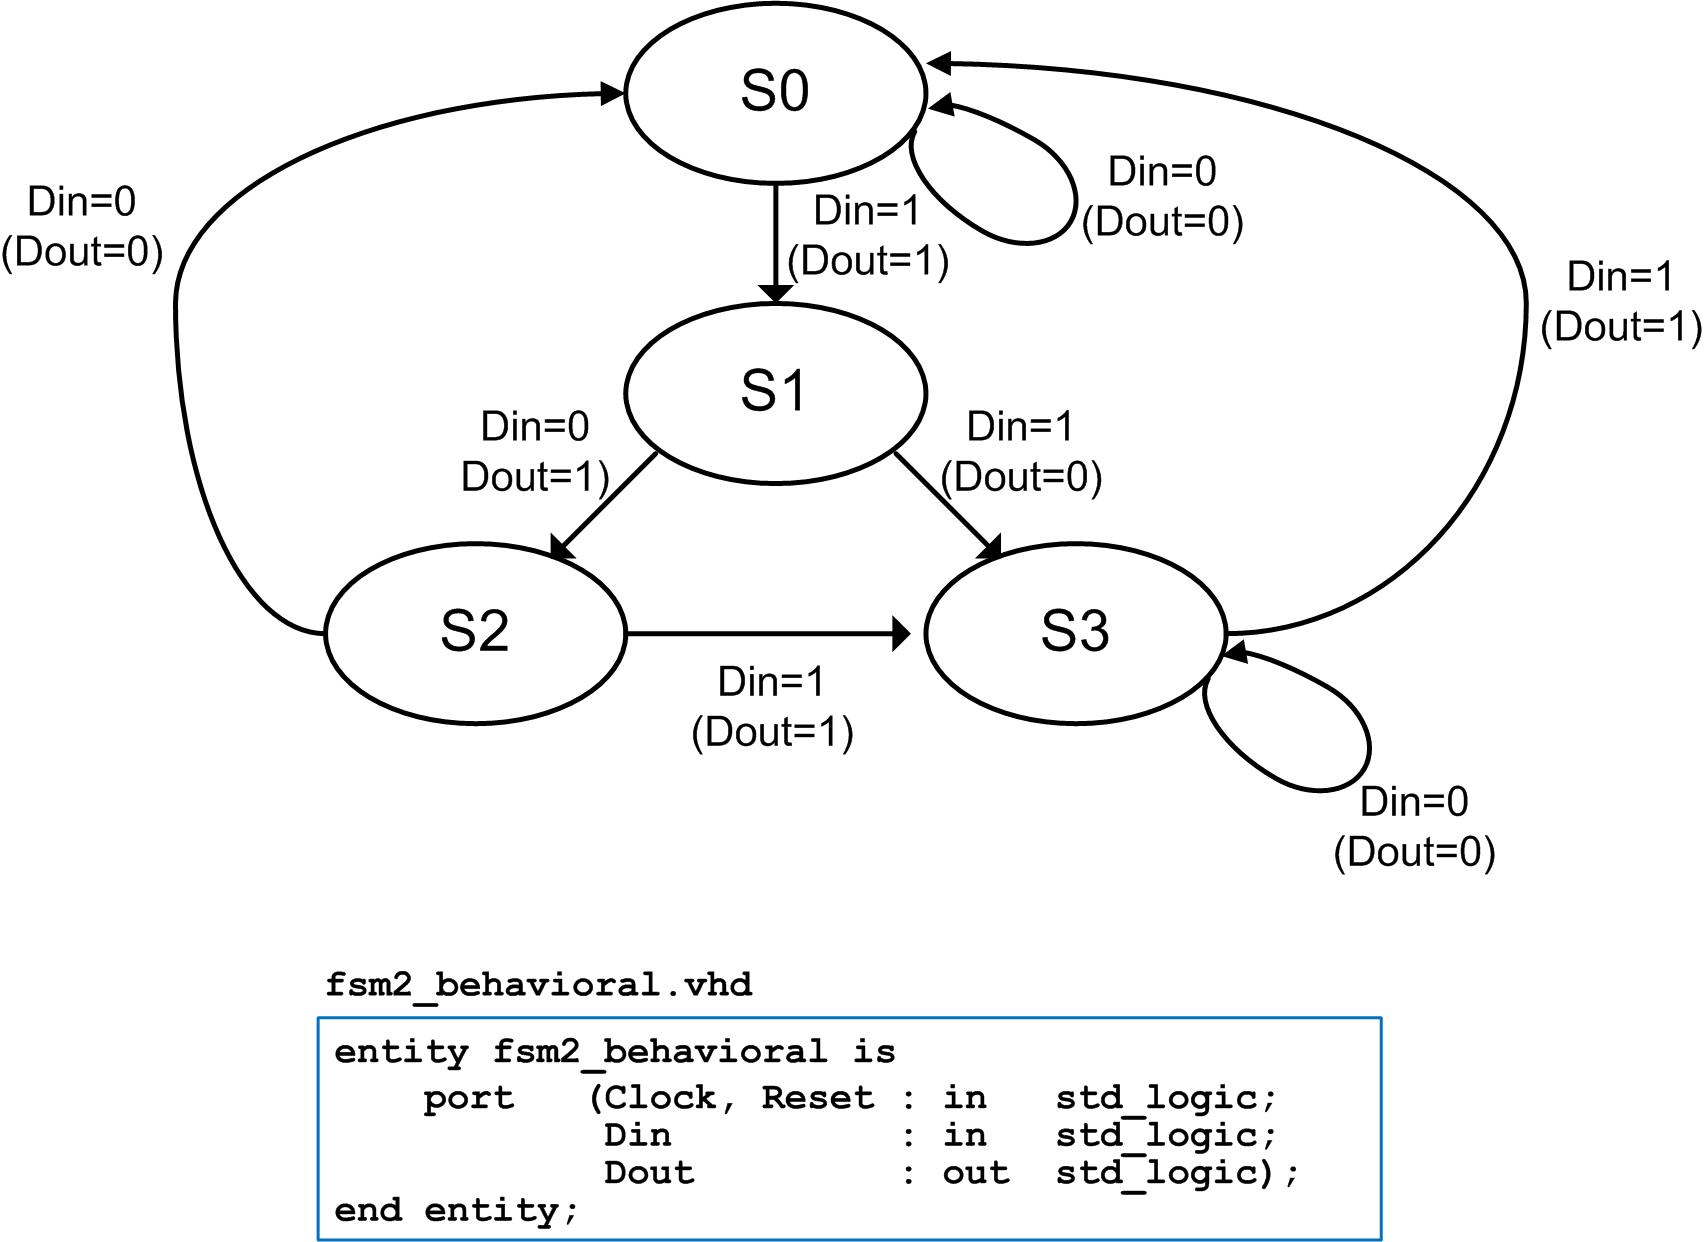 S0
Din=0
(Dout=0)
Din=0
(Dout=0)
Din=1
(Dout=1)
Din=1
(Dout=1)
S1
Din=0
Dout=1)
Din=1
(Dout=0)
S2
S3
Din=1
(Dout=1)
Din=0
(Dout=0)
fsm2_behavioral.vhd
entity fsm2_behavioral is
port (Clock, Reset : in std_logic;
Din : in std_logic;
Dout : out std_logic);
end entity;